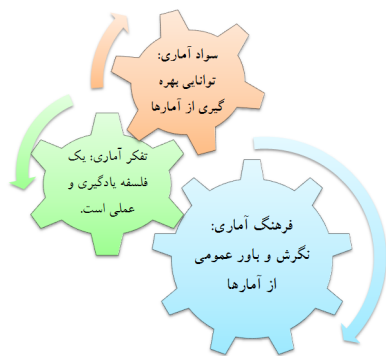 سواد آماری:
توانایی بهره
گیری از آمارها
تفکر آماری: یک
فلسفه یادگیری و
عملی است.
فرهنگ آماری:
نگرش و باور عمومی
از آمارها